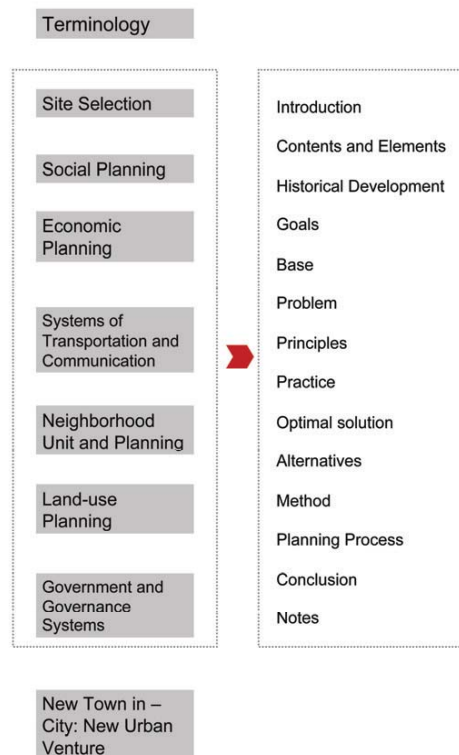 Terminology
Site Selection
Social Planning
Economic
Planning
Systems of
Transportation and
Communication
Neighborhood
Unit and Planning
Land-use
Planning
Government and
Governance
Systems
New Town in –
City: New Urban
Venture
Introduction
Contents and Elements
Historical Development
Goals
Base
Problem
Principles
Practice
Optimal solution
Alternatives
Method
Planning Process
Conclusion
Notes